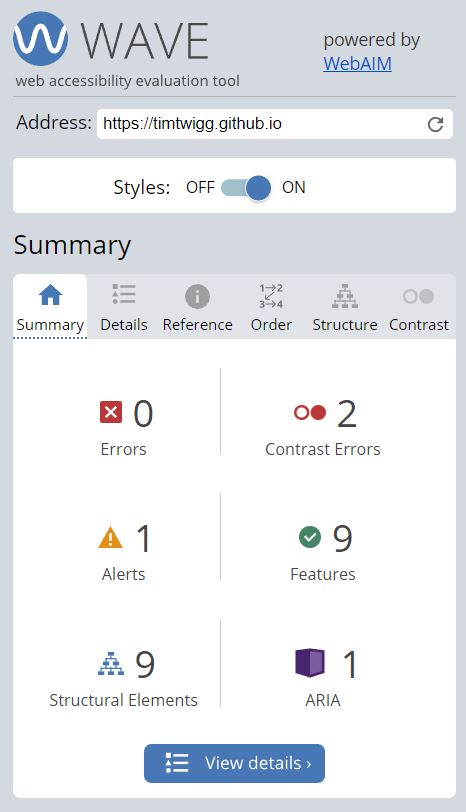 WAVE
web accessibility evaluation tool
powered by
WebAIM
Address: https://timtwigg.github.io
Styles: OFF ON
Summary
Summary Details Reference Order Structure Contrast
1 2
3 4
0 2
Errors Contrast Errors
1 9
Alerts Features
9 1
Structural Elements ARIA
View details ›